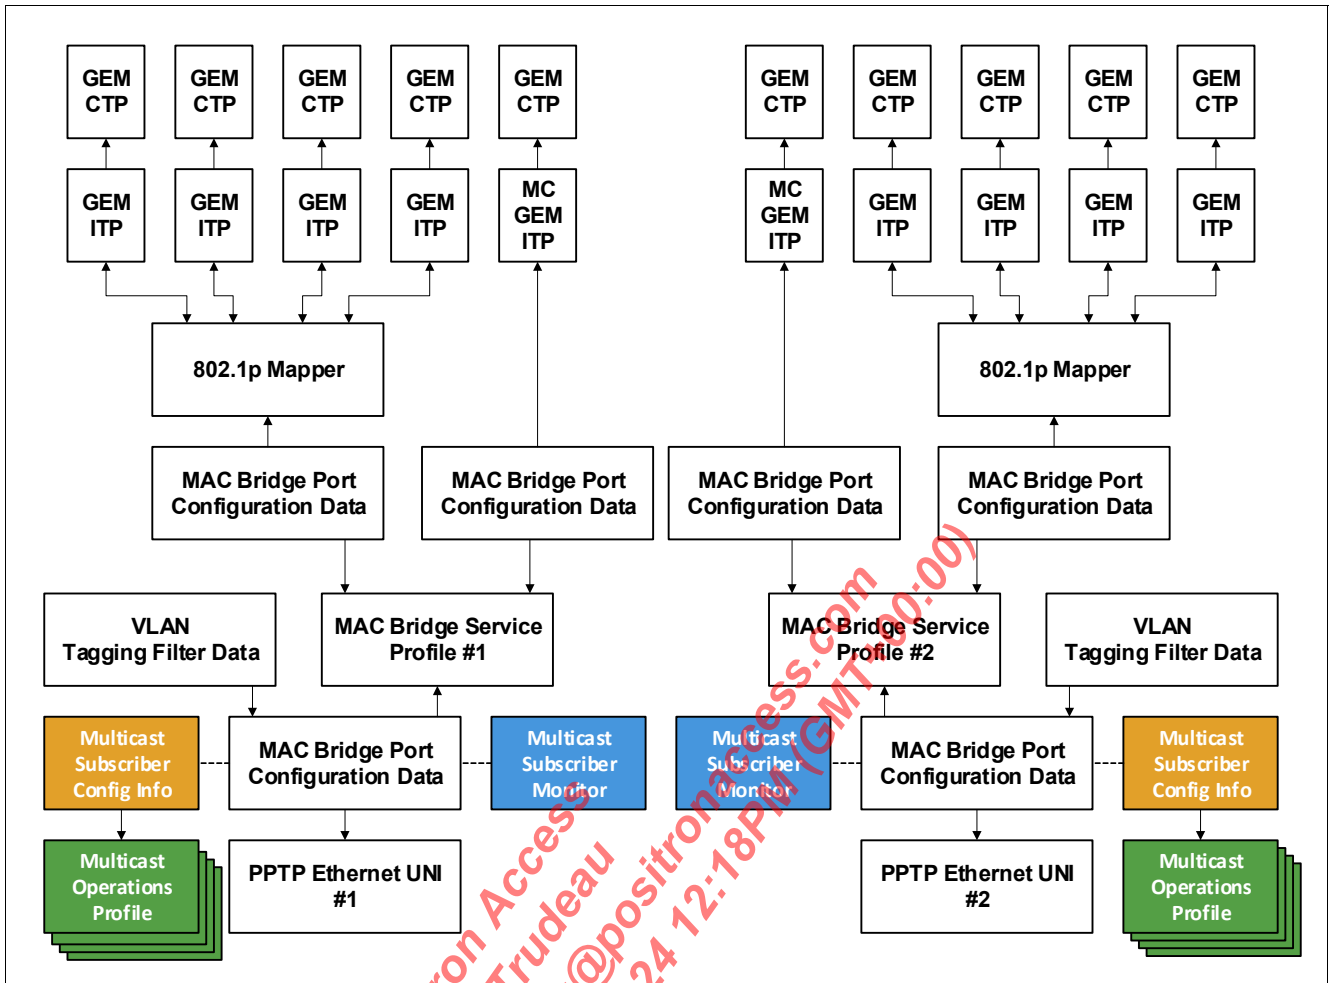 GEM
CTP
GEM
CTP
GEM
CTP
GEM
CTP
GEM
CTP
GEM
CTP
GEM
CTP
GEM
CTP
GEM
CTP
GEM
CTP
GEM
ITP
GEM
ITP
GEM
ITP
GEM
ITP
MC
GEM
ITP
MC
GEM
ITP
GEM
ITP
GEM
ITP
GEM
ITP
GEM
ITP
802.1p Mapper
802.1p Mapper
MAC Bridge Port
Configuration Data
MAC Bridge Port
Configuration Data
MAC Bridge Port
Configuration Data
MAC Bridge Port
Configuration Data
VLAN
Tagging Filter Data
MAC Bridge Service
Profile #1
MAC Bridge Service
Profile #2
VLAN
Tagging Filter Data
Multicast
Subscriber
Config Info
MAC Bridge Port
Configuration Data
Multicast
Subscriber
Monitor
Multicast
Subscriber
Monitor
MAC Bridge Port
Configuration Data
Multicast
Subscriber
Config Info
Multicast
Operations
Profile
PPTP Ethernet UNI
#1
PPTP Ethernet UNI
#2
Multicast
Operations
Profile
Access
Trudeau
@positronaccess.com
24 12:18PM (GMT+00:00)